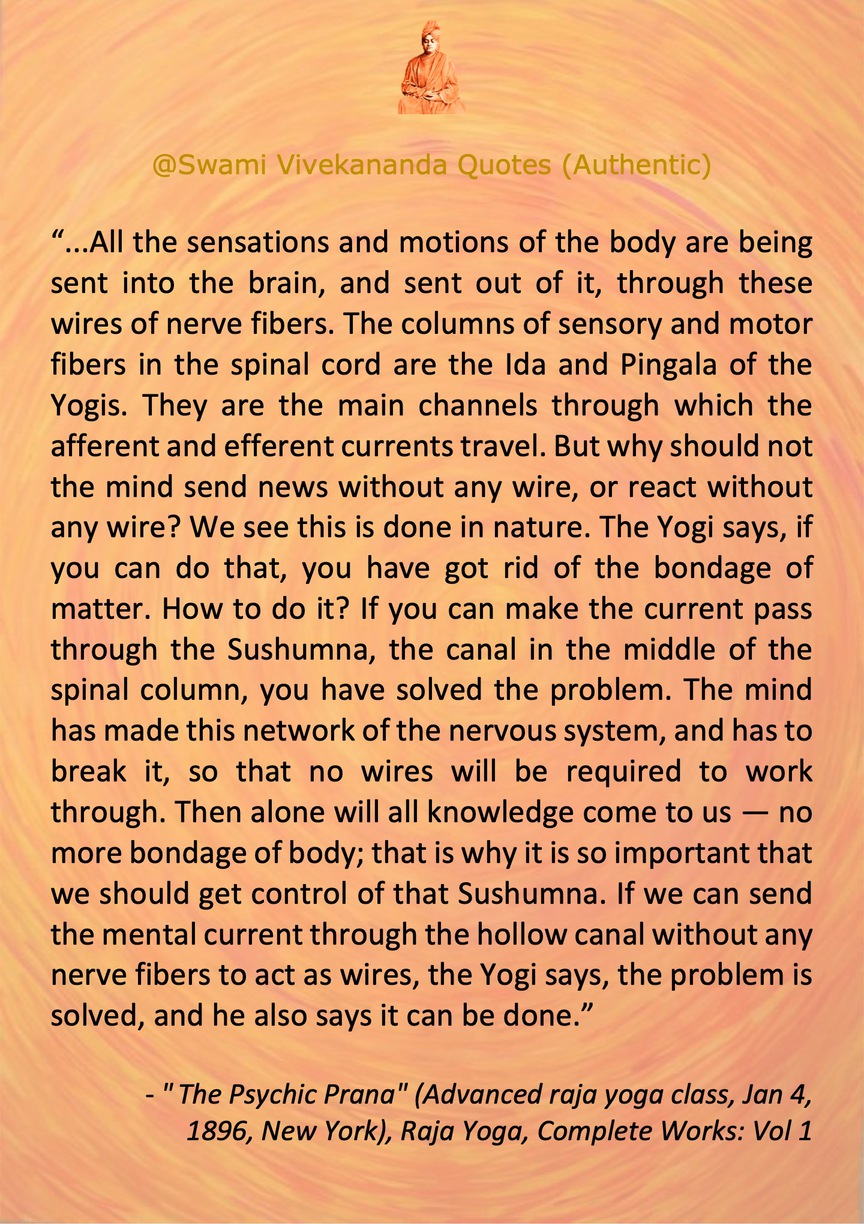 @Swami Vivekananda Quotes (Authentic)
“...All the sensations and motions of the body are being
sent into the brain, and sent out of it, through these
wires of nerve fibers. The columns of sensory and motor
fibers in the spinal cord are the Ida and Pingala of the
Yogis. They are the main channels through which the
afferent and efferent currents travel. But why should not
the mind send news without any wire, or react without
any wire? We see this is done in nature. The Yogi says, if
you can do that, you have got rid of the bondage of
matter. How to do it? If you can make the current pass
through the Sushumna, the canal in the middle of the
spinal column, you have solved the problem. The mind
has made this network of the nervous system, and has to
break it, so that no wires will be required to work
through. Then alone will all knowledge come to us — no
more bondage of body; that is why it is so important that
we should get control of that Sushumna. If we can send
the mental current through the hollow canal without any
nerve fibers to act as wires, the Yogi says, the problem is
solved, and he also says it can be done.”
- "The Psychic Prana" (Advanced raja yoga class, Jan 4,
1896, New York), Raja Yoga, Complete Works: Vol 1